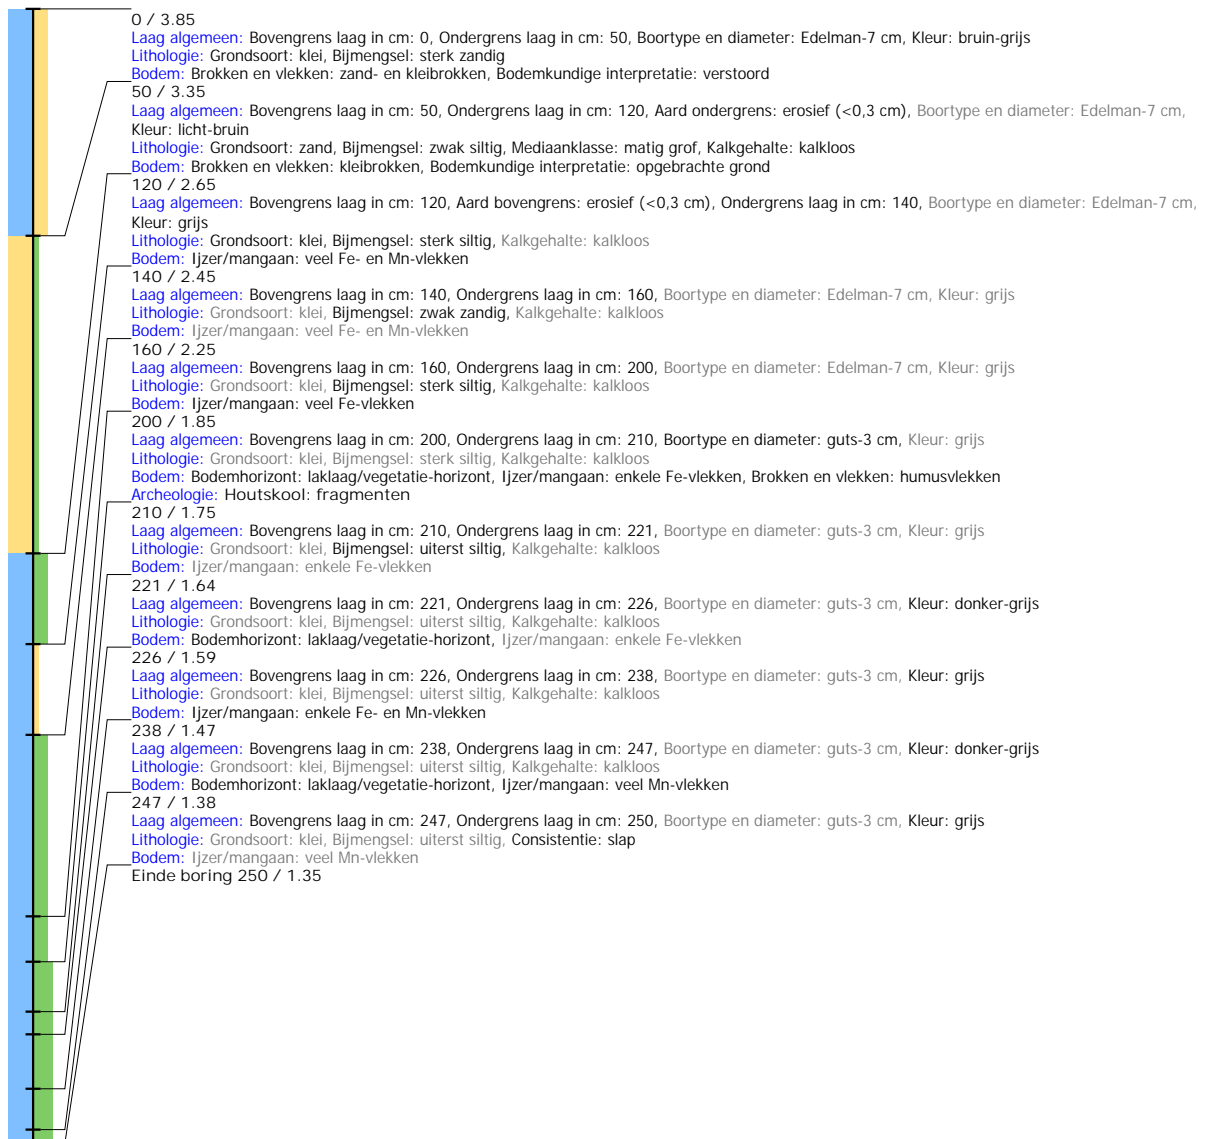 0 / 3.85
Laag algemeen: Bovengrens laag in cm: 0, Ondergrens laag in cm: 50, Boortype en diameter: Edelman-7 cm, Kleur: bruin-grijs
Lithologie: Grondsoort: klei, Bijmengsel: sterk zandig
Bodem: Brokken en vlekken: zand- en kleibrokken, Bodemkundige interpretatie: verstoord
50 / 3.35
Laag algemeen: Bovengrens laag in cm: 50, Ondergrens laag in cm: 120, Aard ondergrens: erosief (<0,3 cm), Boortype en diameter: Edelman-7 cm,
Kleur: licht-bruin
Lithologie: Grondsoort: zand, Bijmengsel: zwak siltig, Mediaanklasse: matig grof, Kalkgehalte: kalkloos
Bodem: Brokken en vlekken: kleibrokken, Bodemkundige interpretatie: opgebrachte grond
120 / 2.65
Laag algemeen: Bovengrens laag in cm: 120, Aard bovengrens: erosief (<0,3 cm), Ondergrens laag in cm: 140, Boortype en diameter: Edelman-7 cm,
Kleur: grijs
Lithologie: Grondsoort: klei, Bijmengsel: sterk siltig, Kalkgehalte: kalkloos
Bodem: Ijzer/mangaan: veel Fe- en Mn-vlekken
140 / 2.45
Laag algemeen: Bovengrens laag in cm: 140, Ondergrens laag in cm: 160, Boortype en diameter: Edelman-7 cm, Kleur: grijs
Lithologie: Grondsoort: klei, Bijmengsel: zwak zandig, Kalkgehalte: kalkloos
Bodem: Ijzer/mangaan: veel Fe- en Mn-vlekken
160 / 2.25
Laag algemeen: Bovengrens laag in cm: 160, Ondergrens laag in cm: 200, Boortype en diameter: Edelman-7 cm, Kleur: grijs
Lithologie: Grondsoort: klei, Bijmengsel: sterk siltig, Kalkgehalte: kalkloos
Bodem: Ijzer/mangaan: veel Fe-vlekken
200 / 1.85
Laag algemeen: Bovengrens laag in cm: 200, Ondergrens laag in cm: 210, Boortype en diameter: guts-3 cm, Kleur: grijs
Lithologie: Grondsoort: klei, Bijmengsel: sterk siltig, Kalkgehalte: kalkloos
Bodem: Bodemhorizont: laklaag/vegetatie-horizont, Ijzer/mangaan: enkele Fe-vlekken, Brokken en vlekken: humusvlekken
Archeologie: Houtskool: fragmenten
210 / 1.75
Laag algemeen: Bovengrens laag in cm: 210, Ondergrens laag in cm: 221, Boortype en diameter: guts-3 cm, Kleur: grijs
Lithologie: Grondsoort: klei, Bijmengsel: uiterst siltig, Kalkgehalte: kalkloos
Bodem: Ijzer/mangaan: enkele Fe-vlekken
221 / 1.64
Laag algemeen: Bovengrens laag in cm: 221, Ondergrens laag in cm: 226, Boortype en diameter: guts-3 cm, Kleur: donker-grijs
Lithologie: Grondsoort: klei, Bijmengsel: uiterst siltig, Kalkgehalte: kalkloos
Bodem: Bodemhorizont: laklaag/vegetatie-horizont, Ijzer/mangaan: enkele Fe-vlekken
226 / 1.59
Laag algemeen: Bovengrens laag in cm: 226, Ondergrens laag in cm: 238, Boortype en diameter: guts-3 cm, Kleur: grijs
Lithologie: Grondsoort: klei, Bijmengsel: uiterst siltig, Kalkgehalte: kalkloos
Bodem: Ijzer/mangaan: enkele Fe- en Mn-vlekken
238 / 1.47
Laag algemeen: Bovengrens laag in cm: 238, Ondergrens laag in cm: 247, Boortype en diameter: guts-3 cm, Kleur: donker-grijs
Lithologie: Grondsoort: klei, Bijmengsel: uiterst siltig, Kalkgehalte: kalkloos
Bodem: Bodemhorizont: laklaag/vegetatie-horizont, Ijzer/mangaan: veel Mn-vlekken
247 / 1.38
Laag algemeen: Bovengrens laag in cm: 247, Ondergrens laag in cm: 250, Boortype en diameter: guts-3 cm, Kleur: grijs
Lithologie: Grondsoort: klei, Bijmengsel: uiterst siltig, Consistentie: slap
Bodem: Ijzer/mangaan: veel Mn-vlekken
Einde boring 250 / 1.35